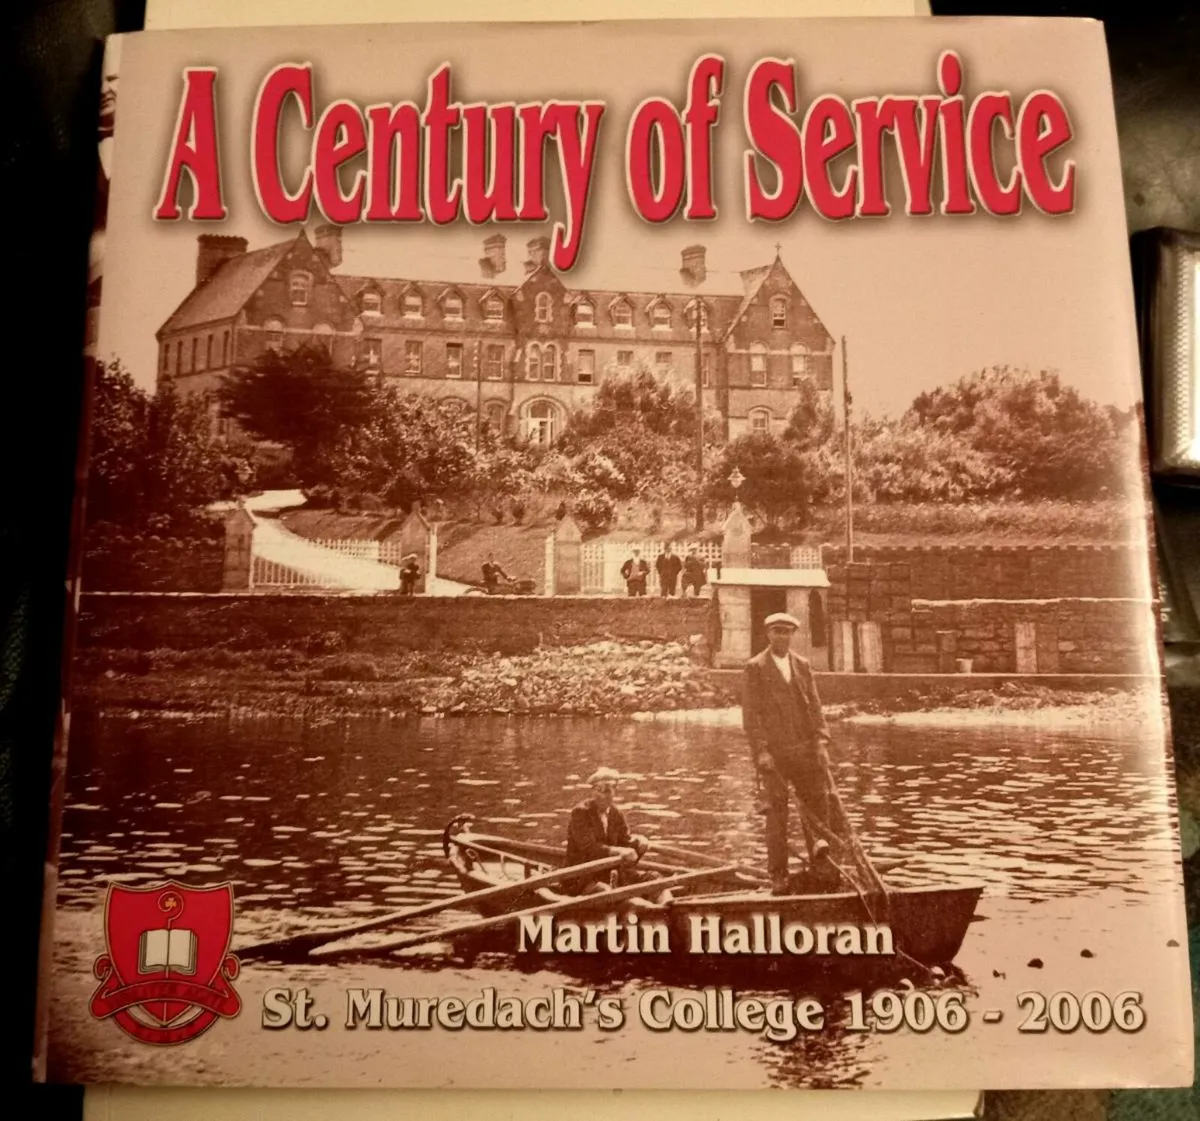 A Century of Service
Martin Halloran
St. Muredach's College 1906 - 2006